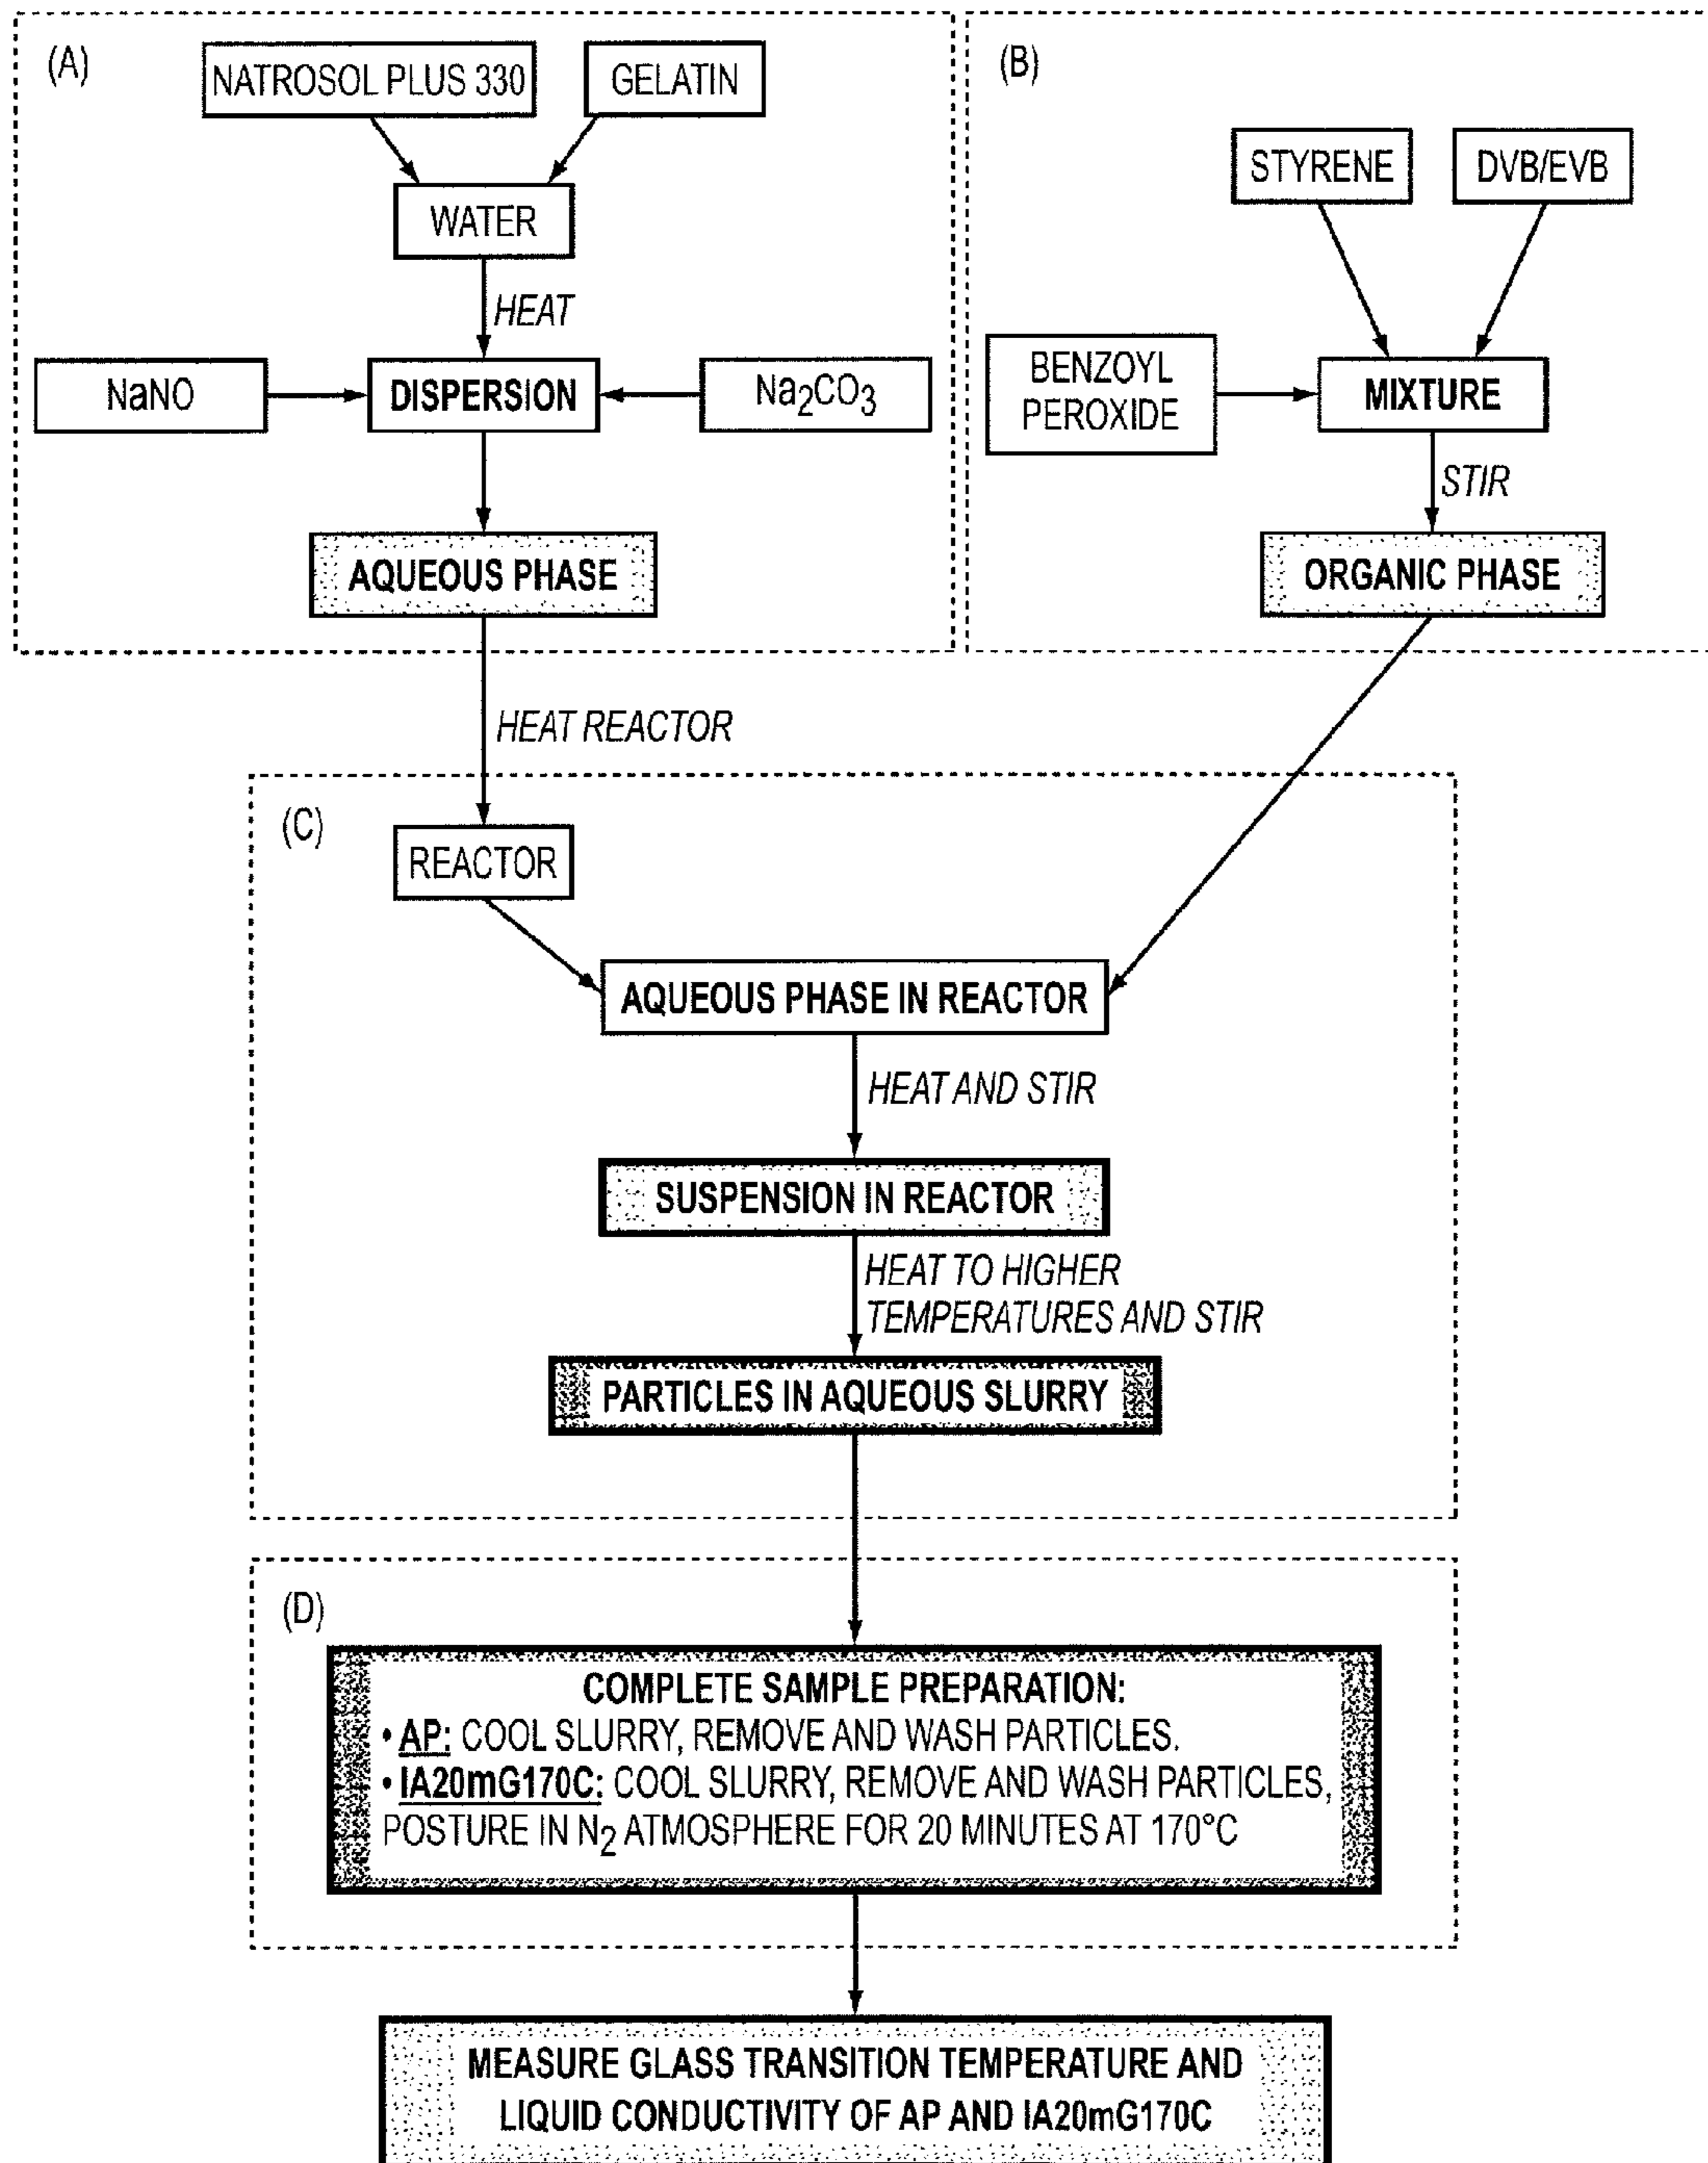 (A)
NATROSOL PLUS 330
GELATIN
WATER
HEAT
NaNO
DISPERSION
Na₂CO₃
AQUEOUS PHASE
(B)
STYRENE
DVB/EVB
BENZOYL
PEROXIDE
MIXTURE
STIR
ORGANIC PHASE
HEAT REACTOR
(C)
REACTOR
AQUEOUS PHASE IN REACTOR
HEAT AND STIR
SUSPENSION IN REACTOR
HEAT TO HIGHER
TEMPERATURES AND STIR
PARTICLES IN AQUEOUS SLURRY
(D)
COMPLETE SAMPLE PREPARATION:
• AP: COOL SLURRY, REMOVE AND WASH PARTICLES.
• IA20mG170C: COOL SLURRY, REMOVE AND WASH PARTICLES,
POSTURE IN N₂ ATMOSPHERE FOR 20 MINUTES AT 170°C
MEASURE GLASS TRANSITION TEMPERATURE AND
LIQUID CONDUCTIVITY OF AP AND IA20mG170C